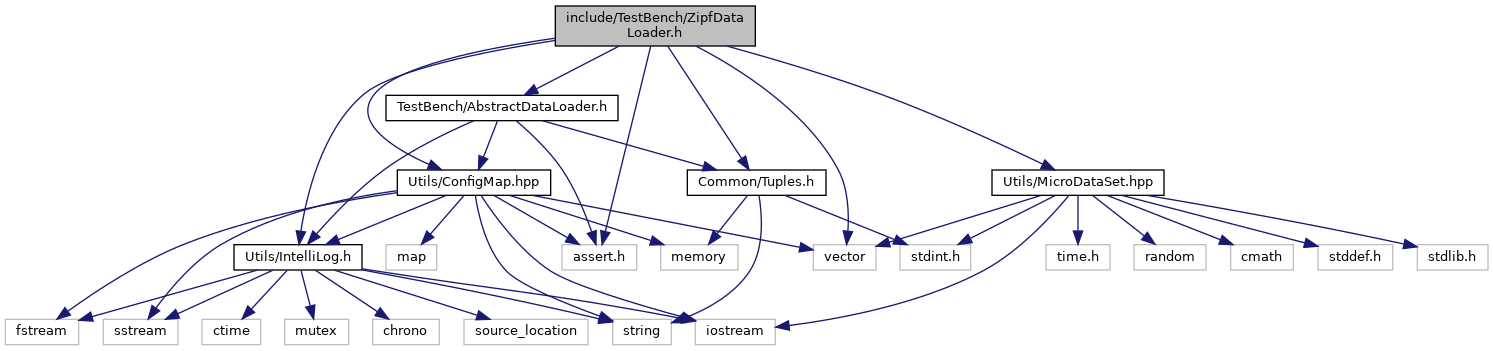 include/TestBench/ZipfData
Loader.h
TestBench/AbstractDataLoader.h
Utils/ConfigMap.hpp
Common/Tuples.h
Utils/MicroDataSet.hpp
Utils/IntelliLog.h
map
assert.h
memory
vector
stdint.h
time.h
random
cmath
stddef.h
stdlib.h
fstream
sstream
ctime
mutex
chrono
source_location
string
iostream